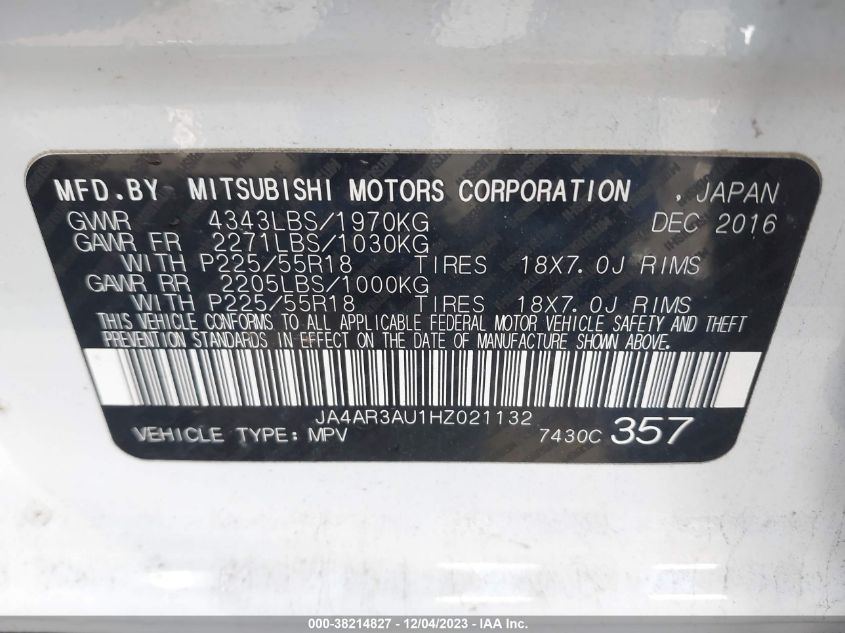 MFD.BY MITSUBISHI MOTORS CORPORATION , JAPAN
GVWR 4343LBS/1970KG DEC 2016
GAWR FR 2271LBS/1030KG
WITH P225/55R18 TIRES 18X7.0J RIMS
GAWR RR 2205LBS/1000KG
WITH P225/55R18 TIRES 18X7.0J RIMS
THIS VEHICLE CONFORMS TO ALL APPLICABLE FEDERAL MOTOR VEHICLE SAFETY AND THEFT
PREVENTION STANDARDS IN EFFECT ON THE DATE OF MANUFACTURE SHOWN ABOVE.
JA4AR3AU1HZ021132
VEHICLE TYPE: MPV 7430C 357
000-38214827 - 12/04/2023 - IAA Inc.